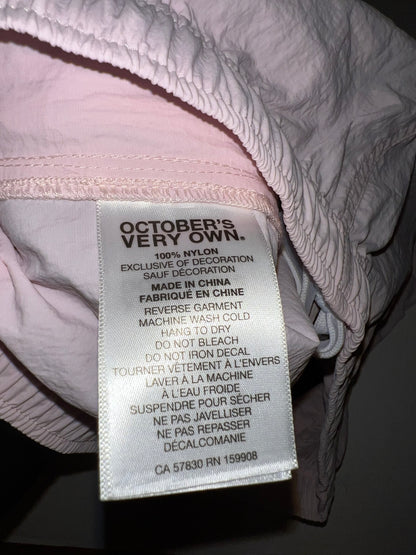 OCTOBER'S
VERY OWN®
100% NYLON
EXCLUSIVE OF DECORATION
SAUF DÉCORATION
MADE IN CHINA
FABRIQUÉ EN CHINE
REVERSE GARMENT
MACHINE WASH COLD
HANG TO DRY
DO NOT BLEACH
DO NOT IRON DECAL
TOURNER VÊTEMENT À L'ENVERS
LAVER À LA MACHINE
À L'EAU FROIDE
SUSPENDRE POUR SÉCHER
NE PAS JAVELLISER
NE PAS REPASSER
DÉCALCOMANIE
CA 57830 RN 159908